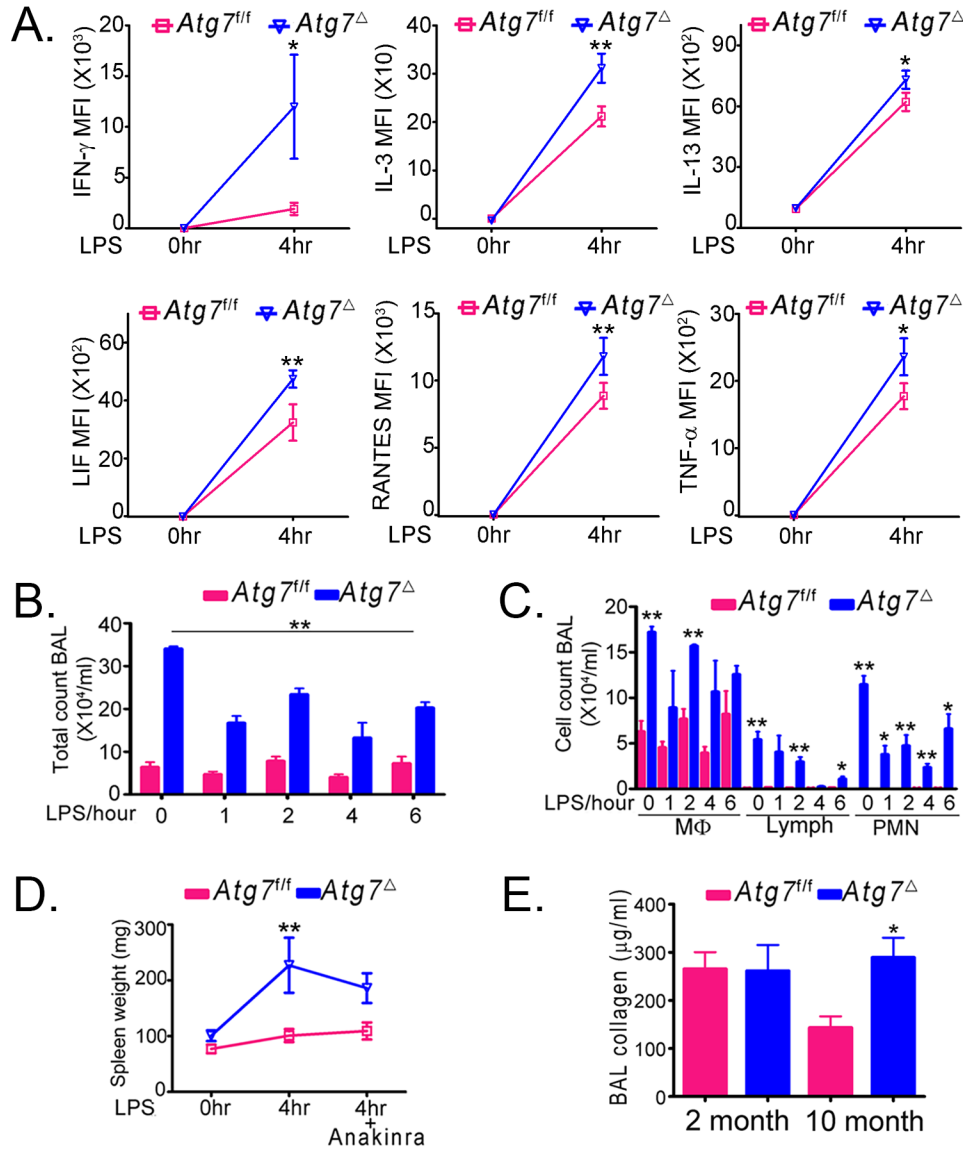 A.
Atg7f/f Atg7△
IFN-γ MFI (X10³)
20
15
10
5
0
*
LPS 0hr 4hr
Atg7f/f Atg7△
IL-3 MFI (X10)
40
30
20
10
0
**
LPS 0hr 4hr
Atg7f/f Atg7△
IL-13 MFI (X10²)
90
60
30
0
*
LPS 0hr 4hr
Atg7f/f Atg7△
LIF MFI (X10²)
60
40
20
0
**
LPS 0hr 4hr
Atg7f/f Atg7△
RANTES MFI (X10³)
15
10
5
0
**
LPS 0hr 4hr
Atg7f/f Atg7△
TNF-α MFI (X10²)
30
20
10
0
*
LPS 0hr 4hr
B.
Atg7f/f Atg7△
Total count BAL
(X10⁴/ml)
40
30
20
10
0
**
LPS/hour 0 1 2 4 6
C.
Atg7f/f Atg7△
Cell count BAL
(X10⁴/ml)
20
15
10
5
0
** ** ** ** * ** * ** ** *
LPS/hour 0 1 2 4 6 0 1 2 4 6 0 1 2 4 6
MΦ Lymph PMN
D.
Atg7f/f Atg7△
Spleen weight (mg)
300
200
100
0
**
LPS 0hr 4hr 4hr
+
Anakinra
E.
Atg7f/f Atg7△
BAL collagen (µg/ml)
400
300
200
100
0
*
2 month 10 month